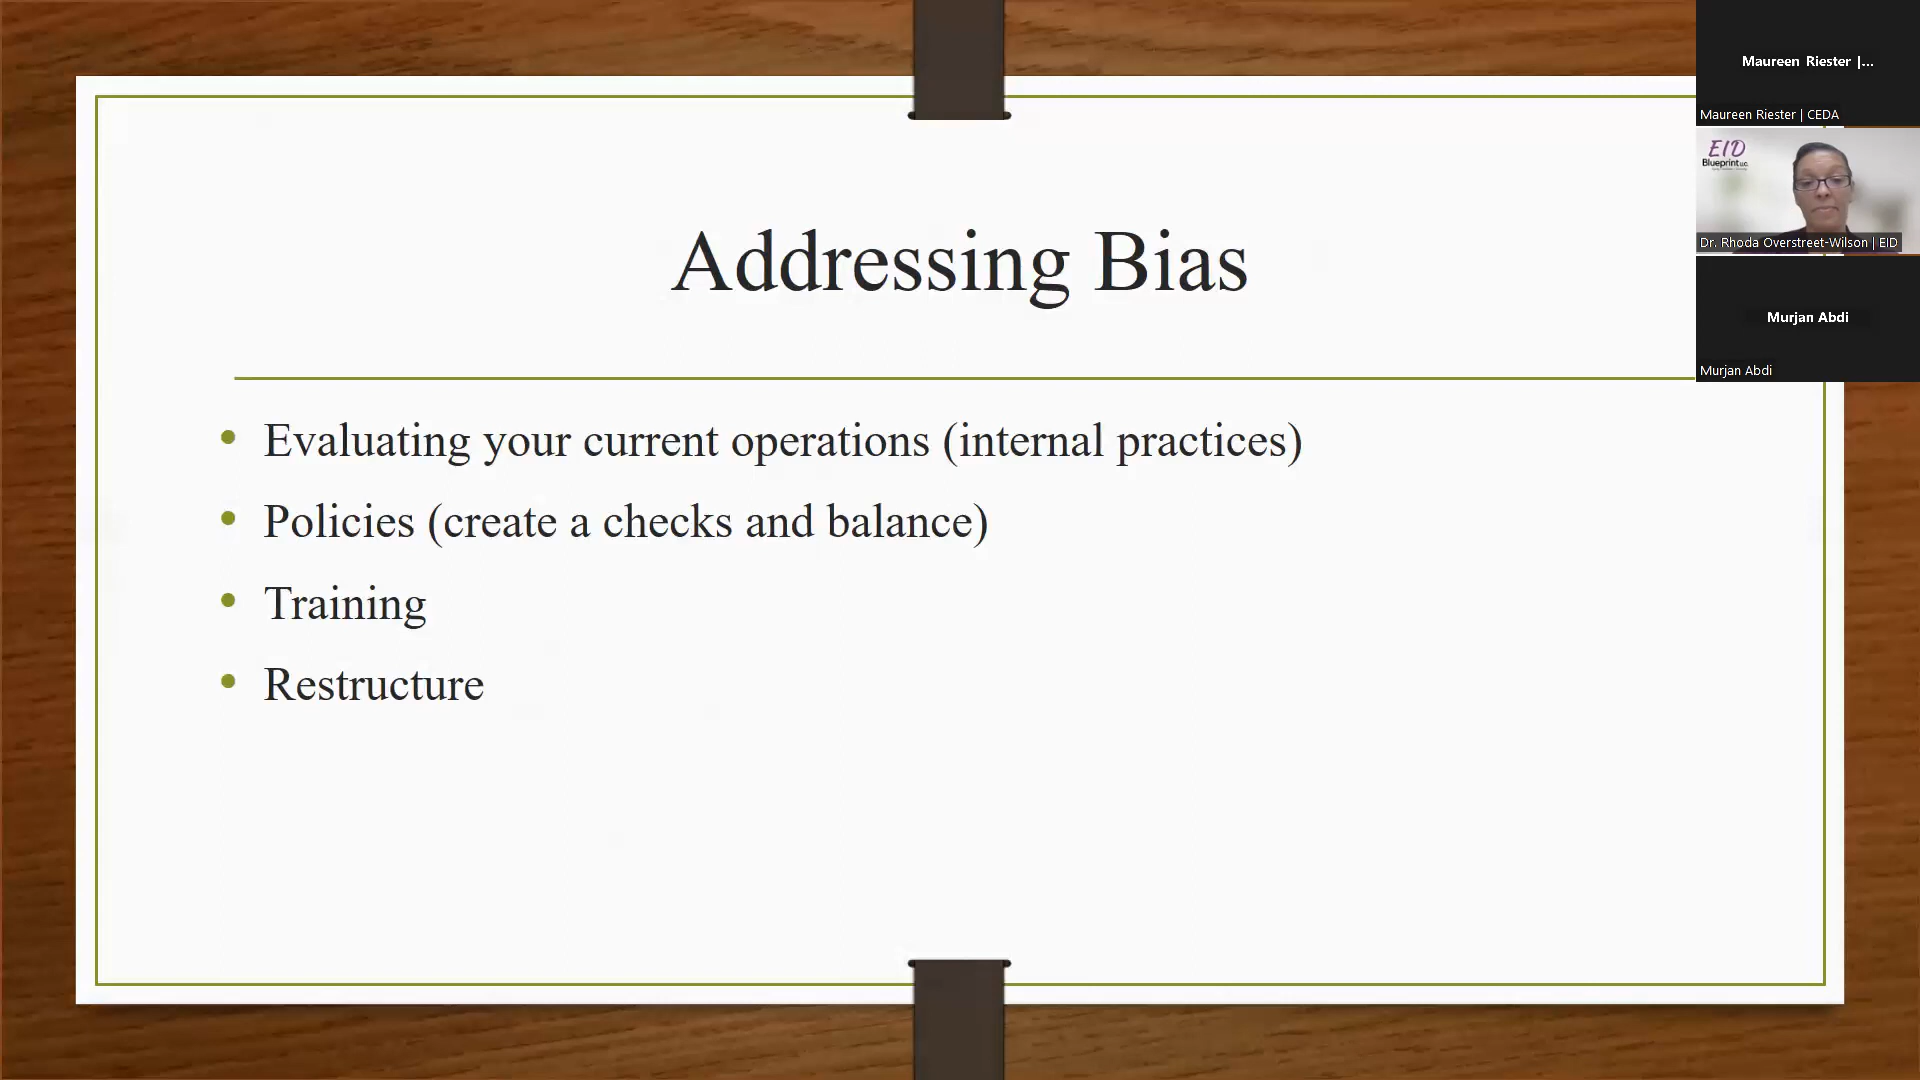 Addressing Bias
Evaluating your current operations (internal practices)
Policies (create a checks and balance)
Training
Restructure
Maureen Riester |...
Maureen Riester | CEDA
EID
Blueprint LLC
Dr. Rhoda Overstreet-Wilson | EID
Murjan Abdi
Murjan Abdi